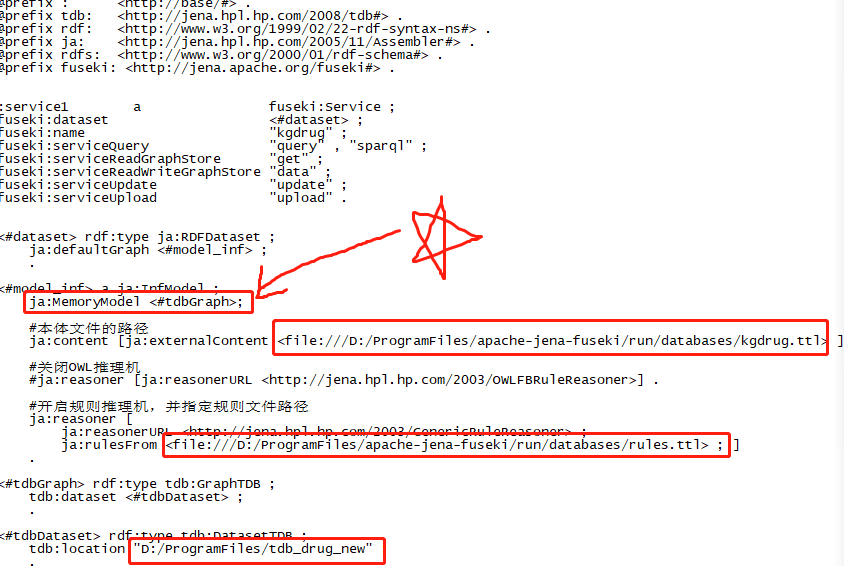 @prefix :      <http://base/#> .
@prefix tdb:   <http://jena.hpl.hp.com/2008/tdb#> .
@prefix rdf:   <http://www.w3.org/1999/02/22-rdf-syntax-ns#> .
@prefix ja:    <http://jena.hpl.hp.com/2005/11/Assembler#> .
@prefix rdfs:  <http://www.w3.org/2000/01/rdf-schema#> .
@prefix fuseki: <http://jena.apache.org/fuseki#> .
:service1        a                fuseki:Service ;
fuseki:dataset                    <#dataset> ;
fuseki:name                       "kgdrug" ;
fuseki:serviceQuery               "query" , "sparql" ;
fuseki:serviceReadGraphStore      "get" ;
fuseki:serviceReadWriteGraphStore "data" ;
fuseki:serviceUpdate              "update" ;
fuseki:serviceUpload              "upload" .
<#dataset> rdf:type ja:RDFDataset ;
    ja:defaultGraph <#model_inf> ;
    .
<#model_inf> a ja:InfModel ;
    ja:MemoryModel <#tdbGraph>;
    #本体文件的路径
    ja:content [ja:externalContent <file:///D:/ProgramFiles/apache-jena-fuseki/run/databases/kgdrug.ttl> ]
    #关闭OWL推理机
    #ja:reasoner [ja:reasonerURL <http://jena.hpl.hp.com/2003/OWLFBRuleReasoner>] .
    #开启规则推理机，并指定规则文件路径
    ja:reasoner [
        ja:reasonerURL <http://jena.hpl.hp.com/2003/GenericRuleReasoner> ;
        ja:rulesFrom <file:///D:/ProgramFiles/apache-jena-fuseki/run/databases/rules.ttl> ; ]
    .
<#tdbGraph> rdf:type tdb:GraphTDB ;
    tdb:dataset <#tdbDataset> ;
    .
<#tdbDataset> rdf:type tdb:DatasetTDB ;
    tdb:location "D:/ProgramFiles/tdb_drug_new"
    .